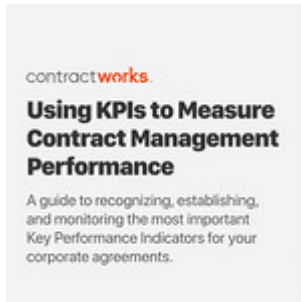 contractworks.
Using KPIs to Measure
Contract Management
Performance
A guide to recognizing, establishing,
and monitoring the most important
Key Performance Indicators for your
corporate agreements.